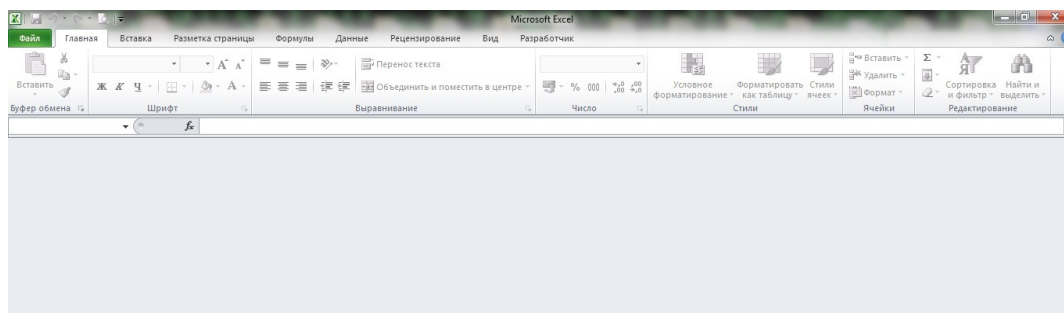 Microsoft Excel
Файл Главная Вставка Разметка страницы Формулы Данные Рецензирование Вид Разработчик
Вставить
Ж К Ч
Перенос текста
Объединить и поместить в центре
% 000
Условное форматирование
Форматировать как таблицу
Стили ячеек
Вставить
Удалить
Формат
Σ
Сортировка и фильтр
Найти и выделить
Буфер обмена Шрифт Выравнивание Число Стили Ячейки Редактирование
fx